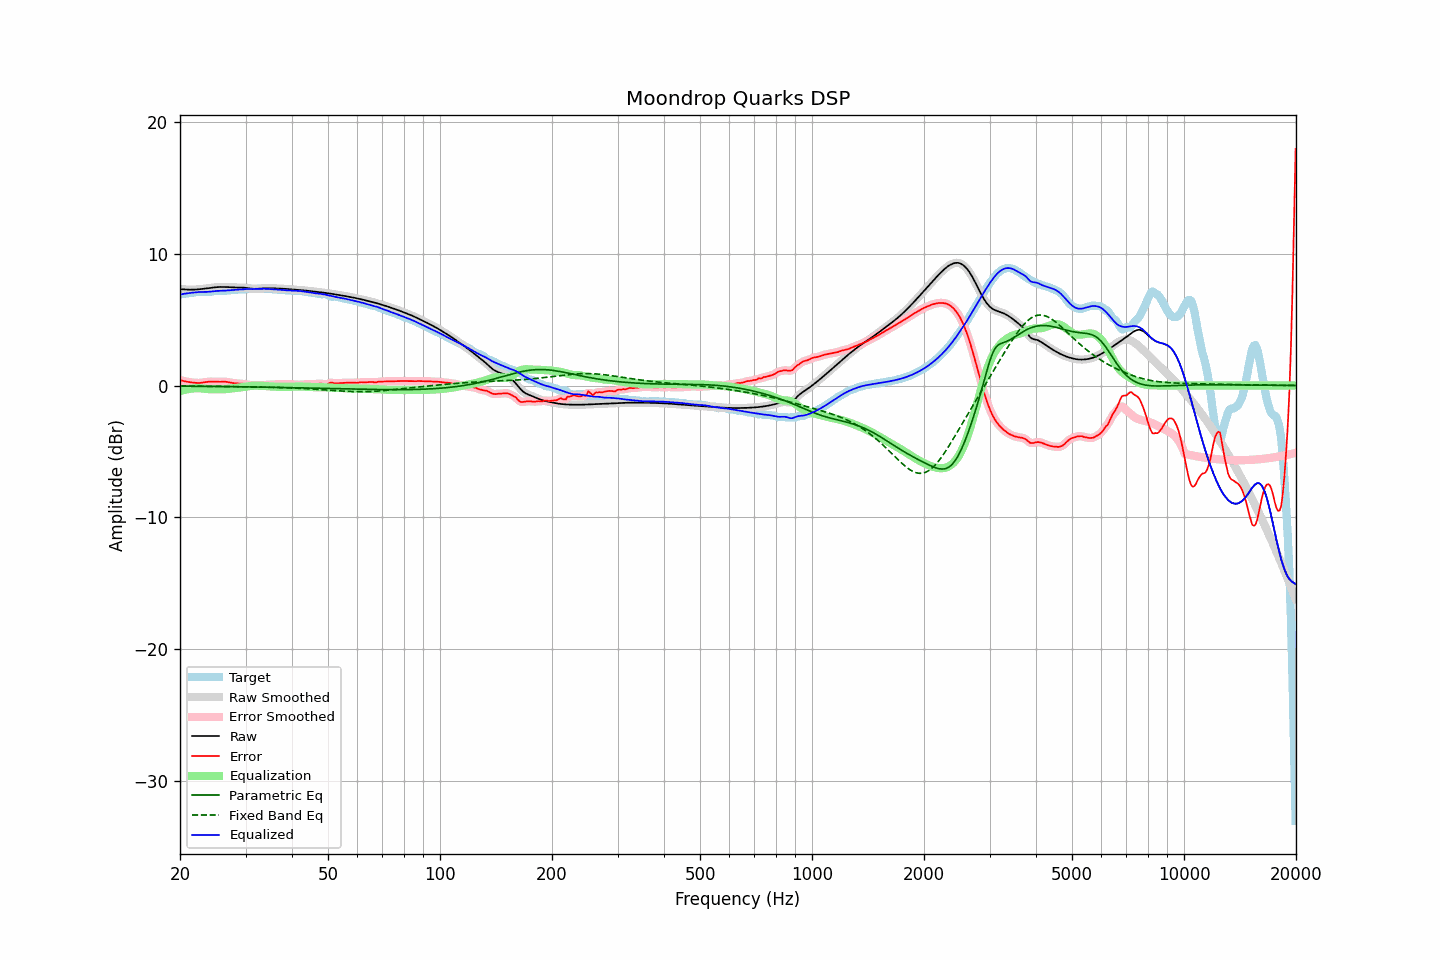 Moondrop Quarks DSP
20
10
0
−10
−20
−30
Amplitude (dBr)
Target
Raw Smoothed
Error Smoothed
Raw
Error
Equalization
Parametric Eq
Fixed Band Eq
Equalized
20 50 100 200 500 1000 2000 5000 10000 20000
Frequency (Hz)